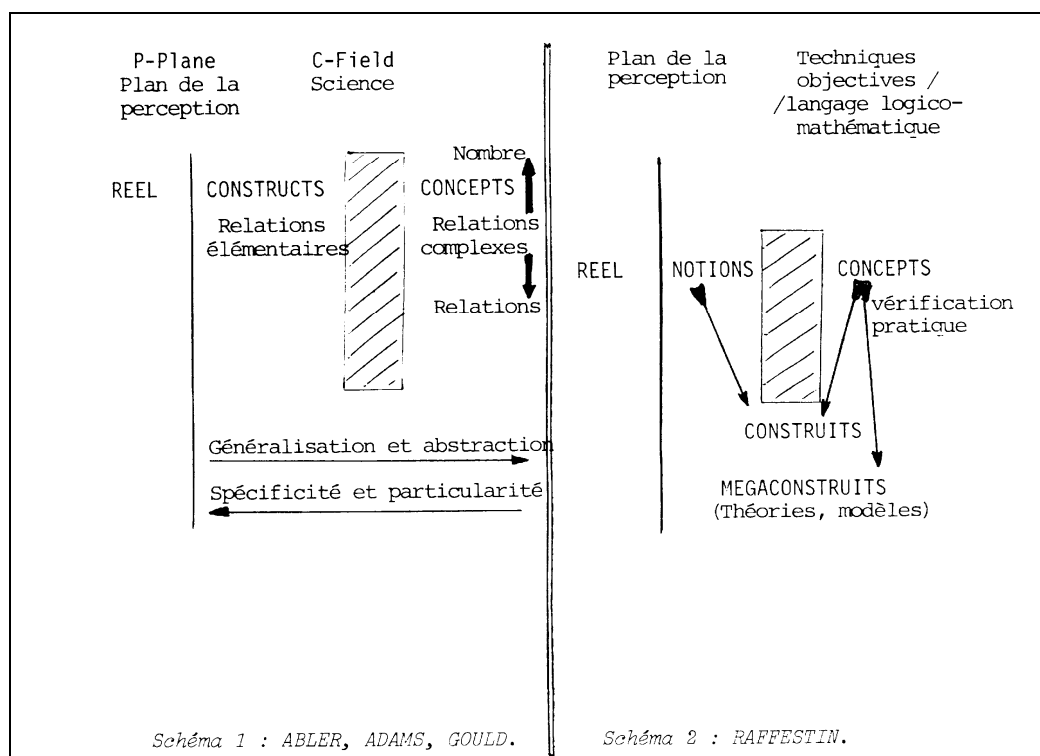 P-Plane
Plan de la
perception
C-Field
Science
REEL
CONSTRUCTS
Relations
élémentaires
Nombre
CONCEPTS
Relations
complexes
Relations
Généralisation et abstraction
Spécificité et particularité
Schéma 1 : ABLER, ADAMS, GOULD.
Plan de la
perception
Techniques
objectives /
/langage logico-
mathématique
REEL
NOTIONS
CONCEPTS
vérification
pratique
CONSTRUITS
MEGACONSTRUITS
(Théories, modèles)
Schéma 2 : RAFFESTIN.